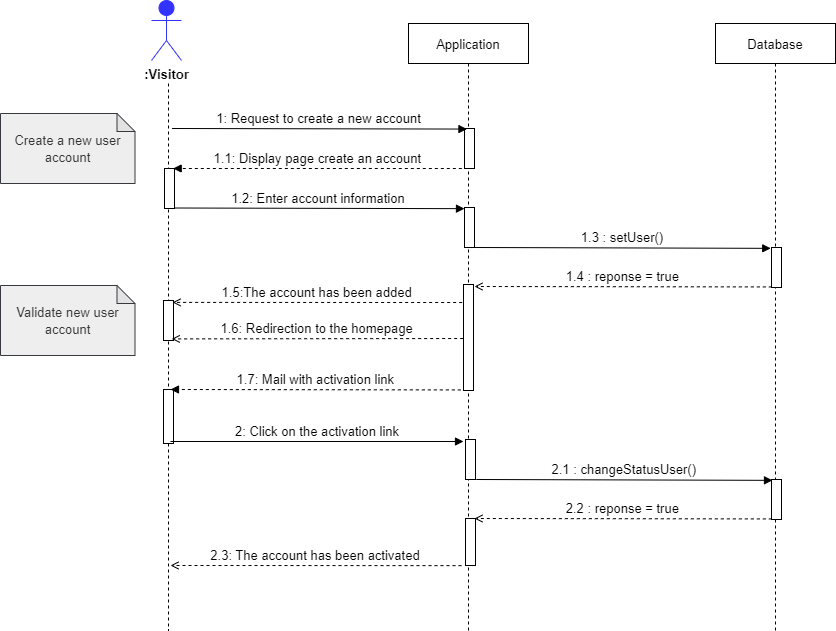 :Visitor
Application
Database
1: Request to create a new account
Create a new user
account
1.1: Display page create an account
1.2: Enter account information
1.3 : setUser()
1.4 : reponse = true
1.5:The account has been added
Validate new user
account
1.6: Redirection to the homepage
1.7: Mail with activation link
2: Click on the activation link
2.1 : changeStatusUser()
2.2 : reponse = true
2.3: The account has been activated